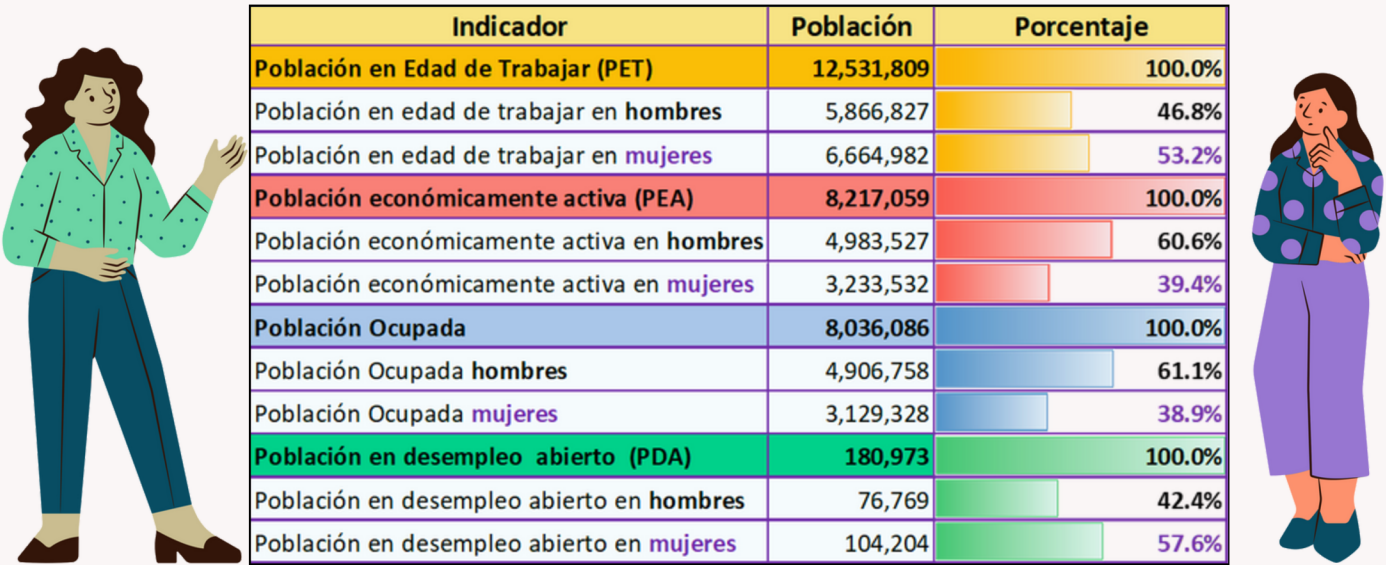 Indicador Población Porcentaje
Población en Edad de Trabajar (PET) 12,531,809 100.0%
Población en edad de trabajar en hombres 5,866,827 46.8%
Población en edad de trabajar en mujeres 6,664,982 53.2%
Población económicamente activa (PEA) 8,217,059 100.0%
Población económicamente activa en hombres 4,983,527 60.6%
Población económicamente activa en mujeres 3,233,532 39.4%
Población Ocupada 8,036,086 100.0%
Población Ocupada hombres 4,906,758 61.1%
Población Ocupada mujeres 3,129,328 38.9%
Población en desempleo abierto (PDA) 180,973 100.0%
Población en desempleo abierto en hombres 76,769 42.4%
Población en desempleo abierto en mujeres 104,204 57.6%